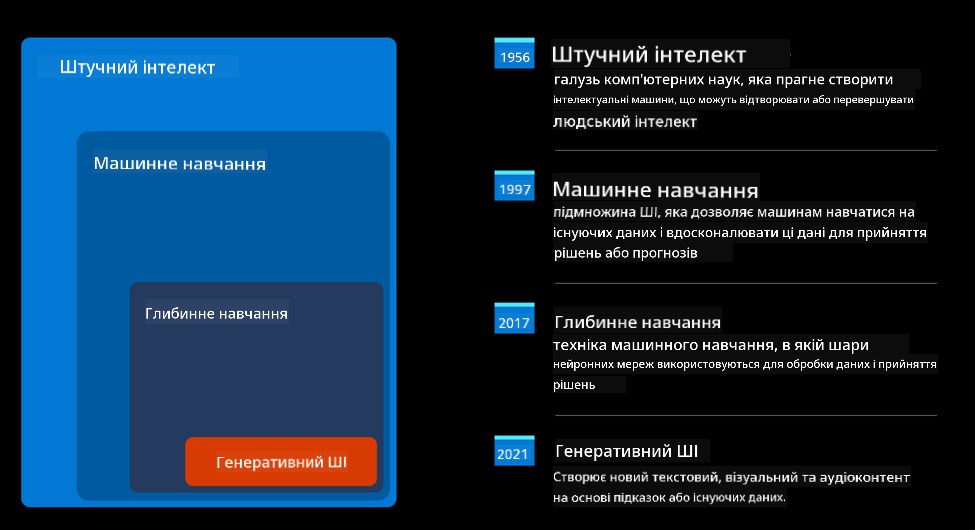 Штучний інтелект
Машинне навчання
Глибинне навчання
Генеративний ШІ
1956
Штучний інтелект
галузь комп'ютерних наук, яка прагне створити
інтелектуальні машини, що можуть відтворювати або перевершувати
людський інтелект
1997
Машинне навчання
підмножина ШІ, яка дозволяє машинам навчатися на
існуючих даних і вдосконалювати ці дані для прийняття
рішень або прогнозів
2017
Глибинне навчання
техніка машинного навчання, в якій шари
нейронних мереж використовуються для обробки даних і прийняття
рішень
2021
Генеративний ШІ
Створює новий текстовий, візуальний та аудіоконтент
на основі підказок або існуючих даних.